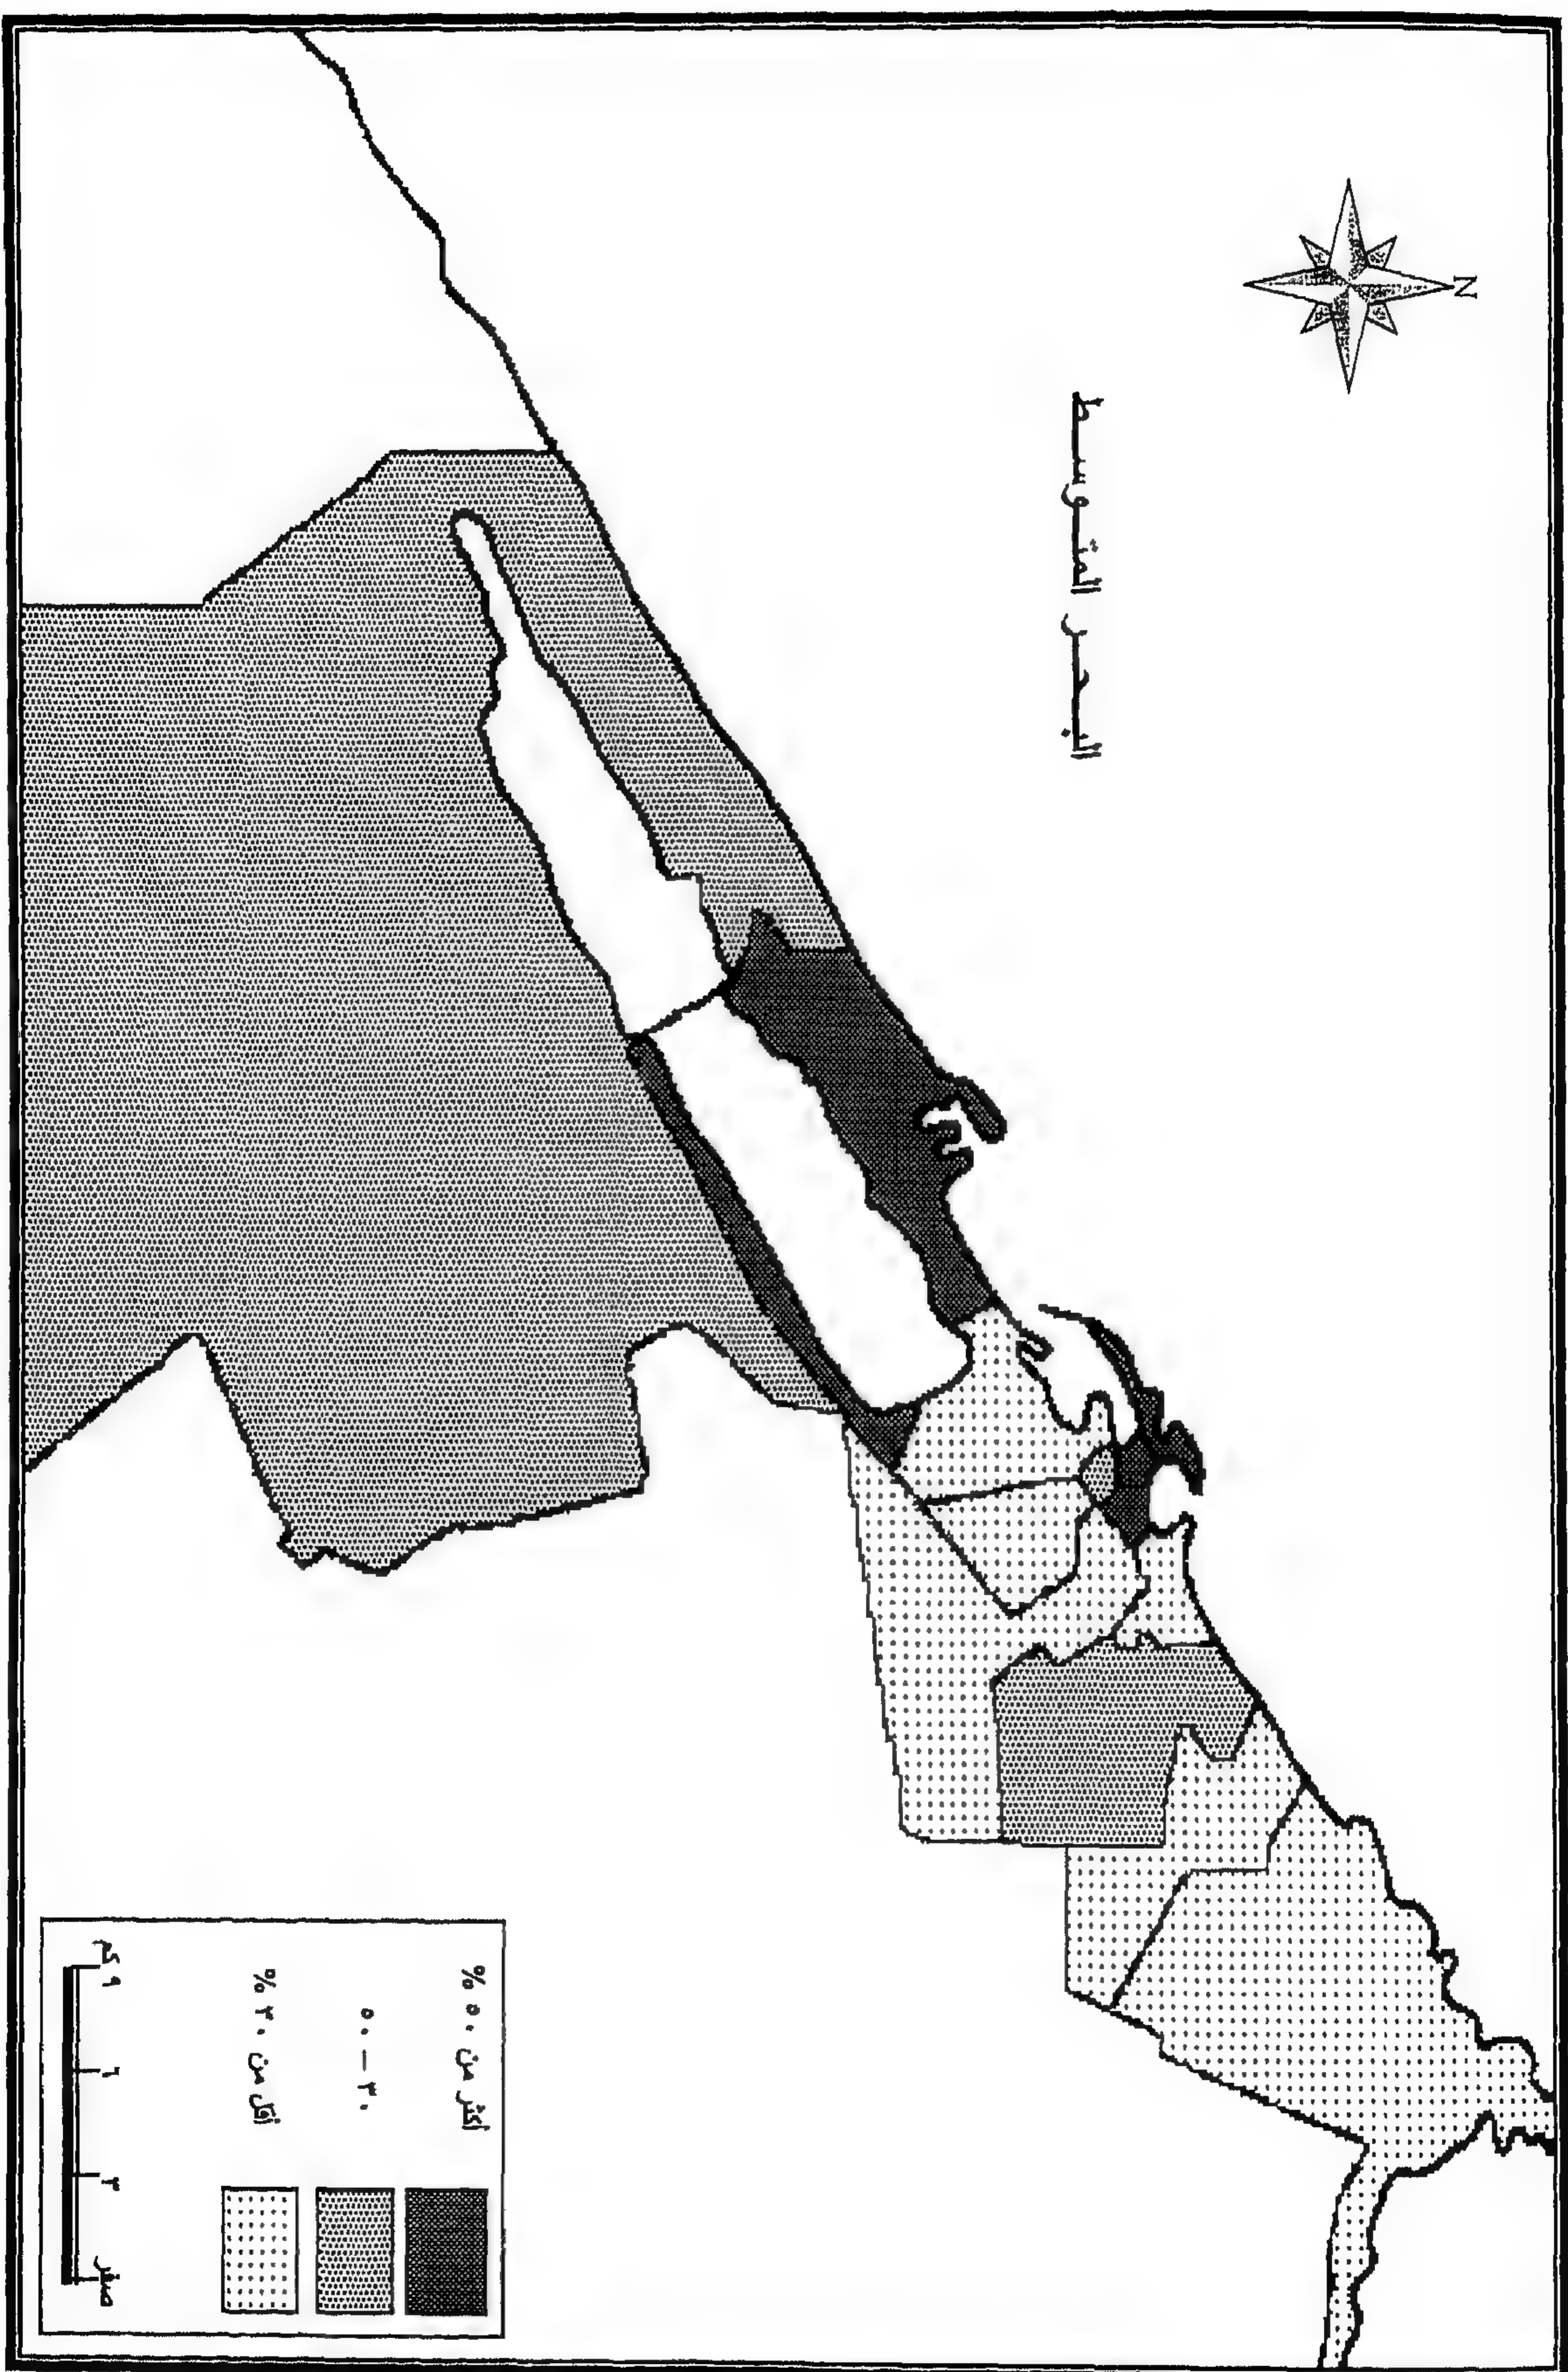 N
البحر المتوسط
أكثر من ٥٠ %
٣٠ – ٥٠
أقل من ٣٠ %
صفر ٣ ٦ ٩ كم